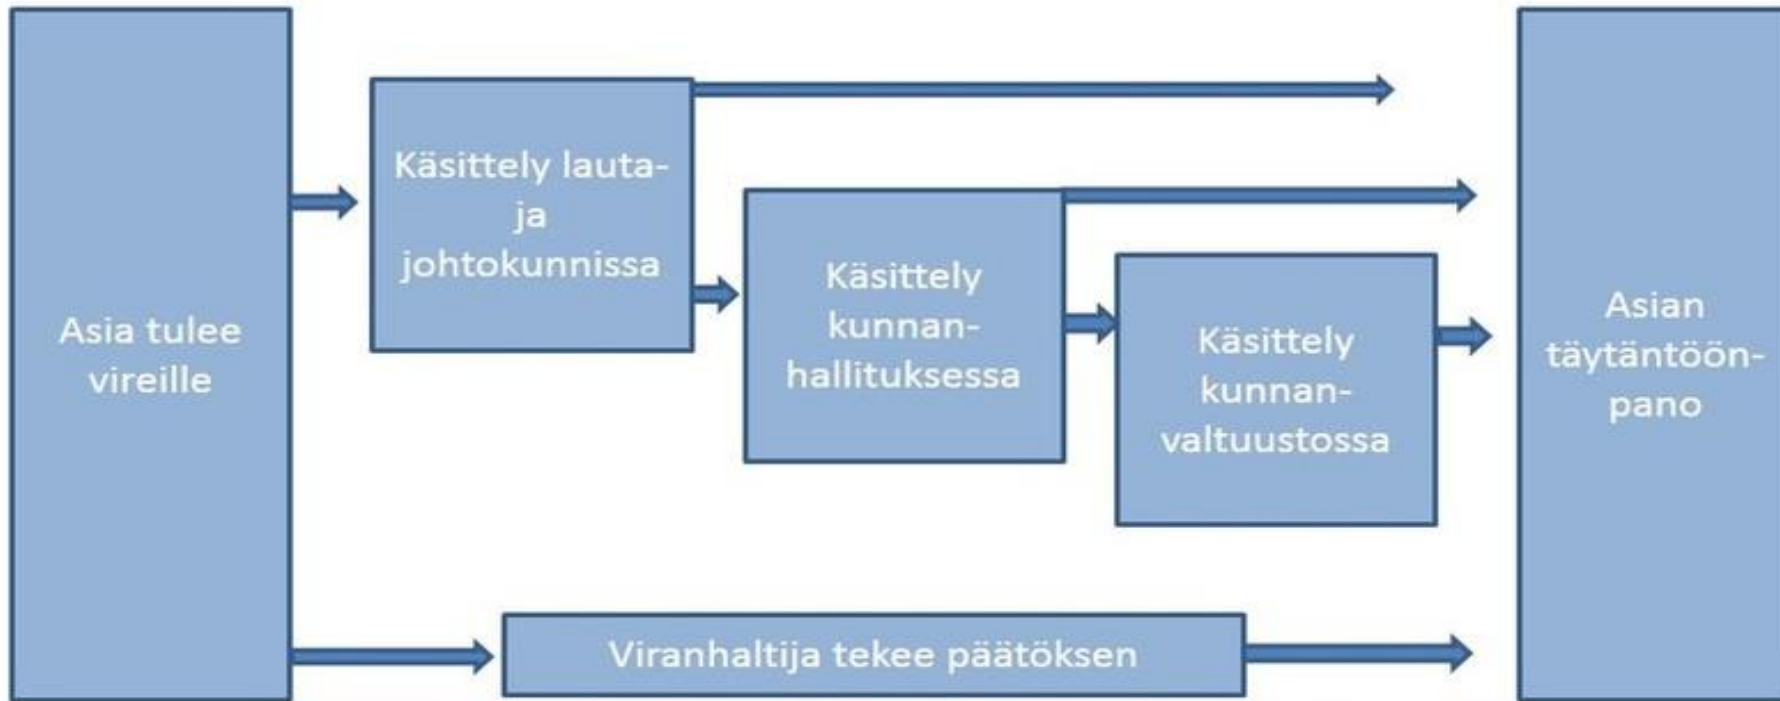 Asia tulee
vireille
Käsittely lauta-
ja
johtokunnissa
Käsittely
kunnan-
hallituksessa
Käsittely
kunnan-
valtuustossa
Asian
täytäntöön-
pano
Viranhaltija tekee päätöksen